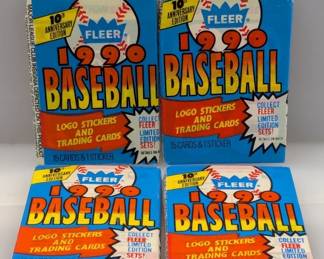 10TH
ANNIVERSARY
EDITION
FLEER
1990
BASEBALL
LOGO STICKERS
AND
TRADING CARDS
COLLECT
FLEER
LIMITED
EDITION
SETS!
15 CARDS & 1 STICKER
10TH
ANNIVERSARY
EDITION
FLEER
1990
BASEBALL
LOGO STICKERS
AND
TRADING CARDS
COLLECT
FLEER
LIMITED
EDITION
SETS!
15 CARDS & 1 STICKER
10TH
ANNIVERSARY
EDITION
FLEER
1990
BASEBALL
LOGO STICKERS
AND
TRADING CARDS
COLLECT
FLEER
LIMITED
EDITION
10TH
ANNIVERSARY
EDITION
FLEER
1990
BASEBALL
LOGO STICKERS
AND
TRADING CARDS
COLLECT
FLEER
LIMITED
EDITION